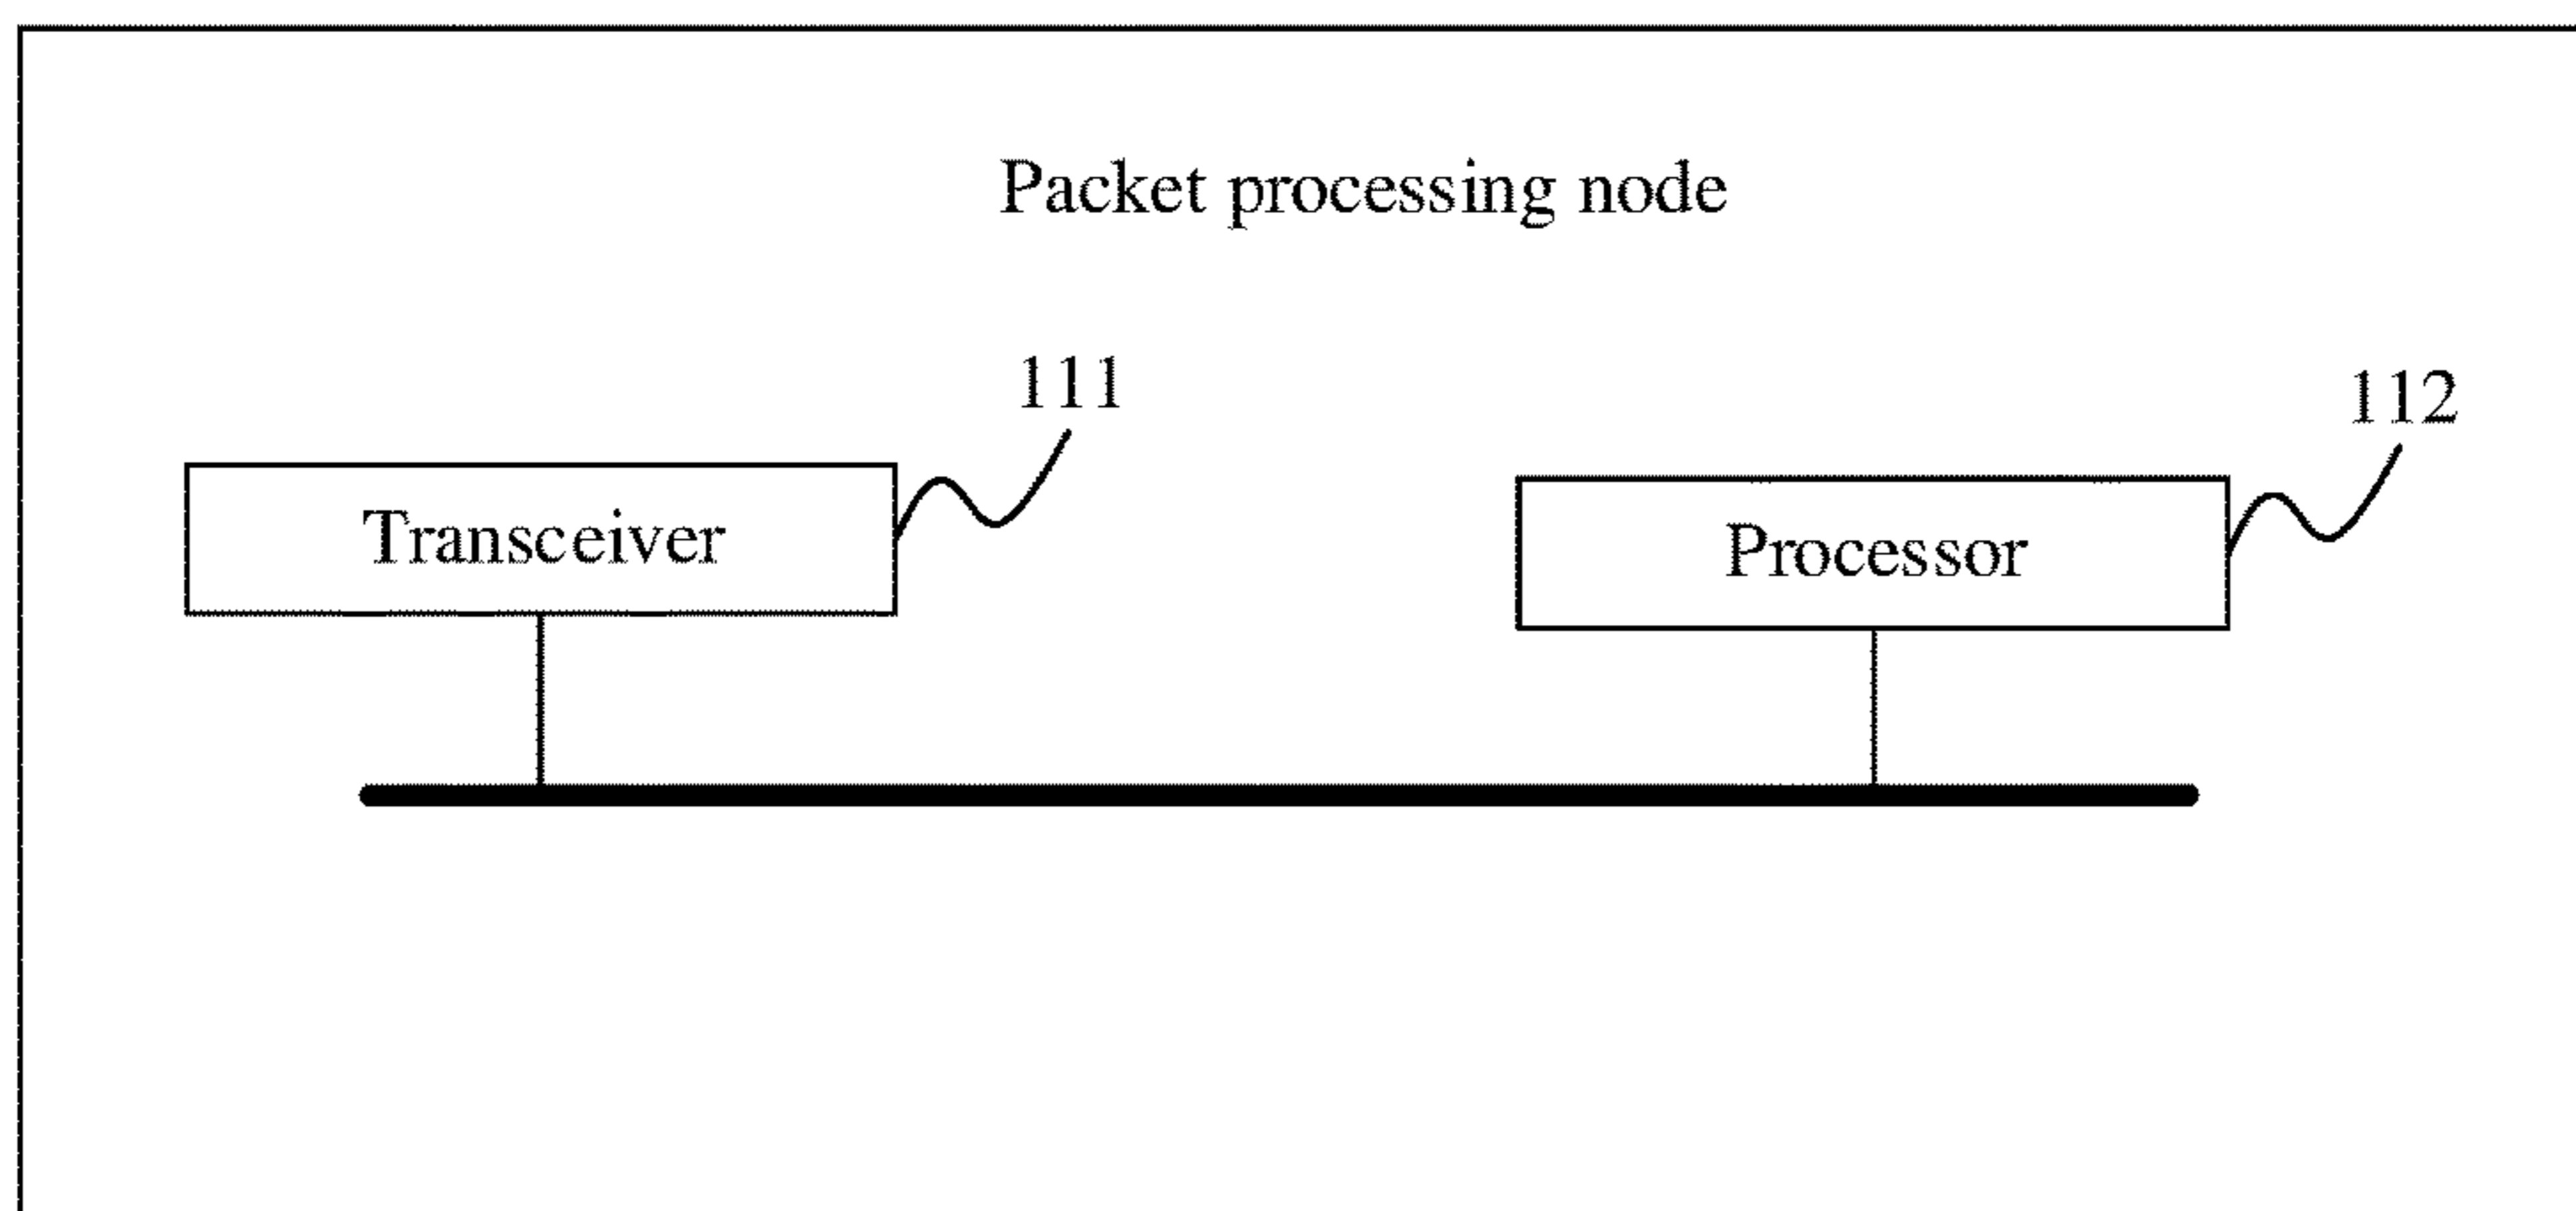 Packet processing node
111
112
Transceiver
Processor